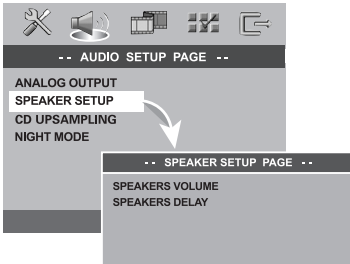 -- AUDIO SETUP PAGE --
ANALOG OUTPUT
SPEAKER SETUP
CD UPSAMPLING
NIGHT MODE
-- SPEAKER SETUP PAGE --
SPEAKERS VOLUME
SPEAKERS DELAY